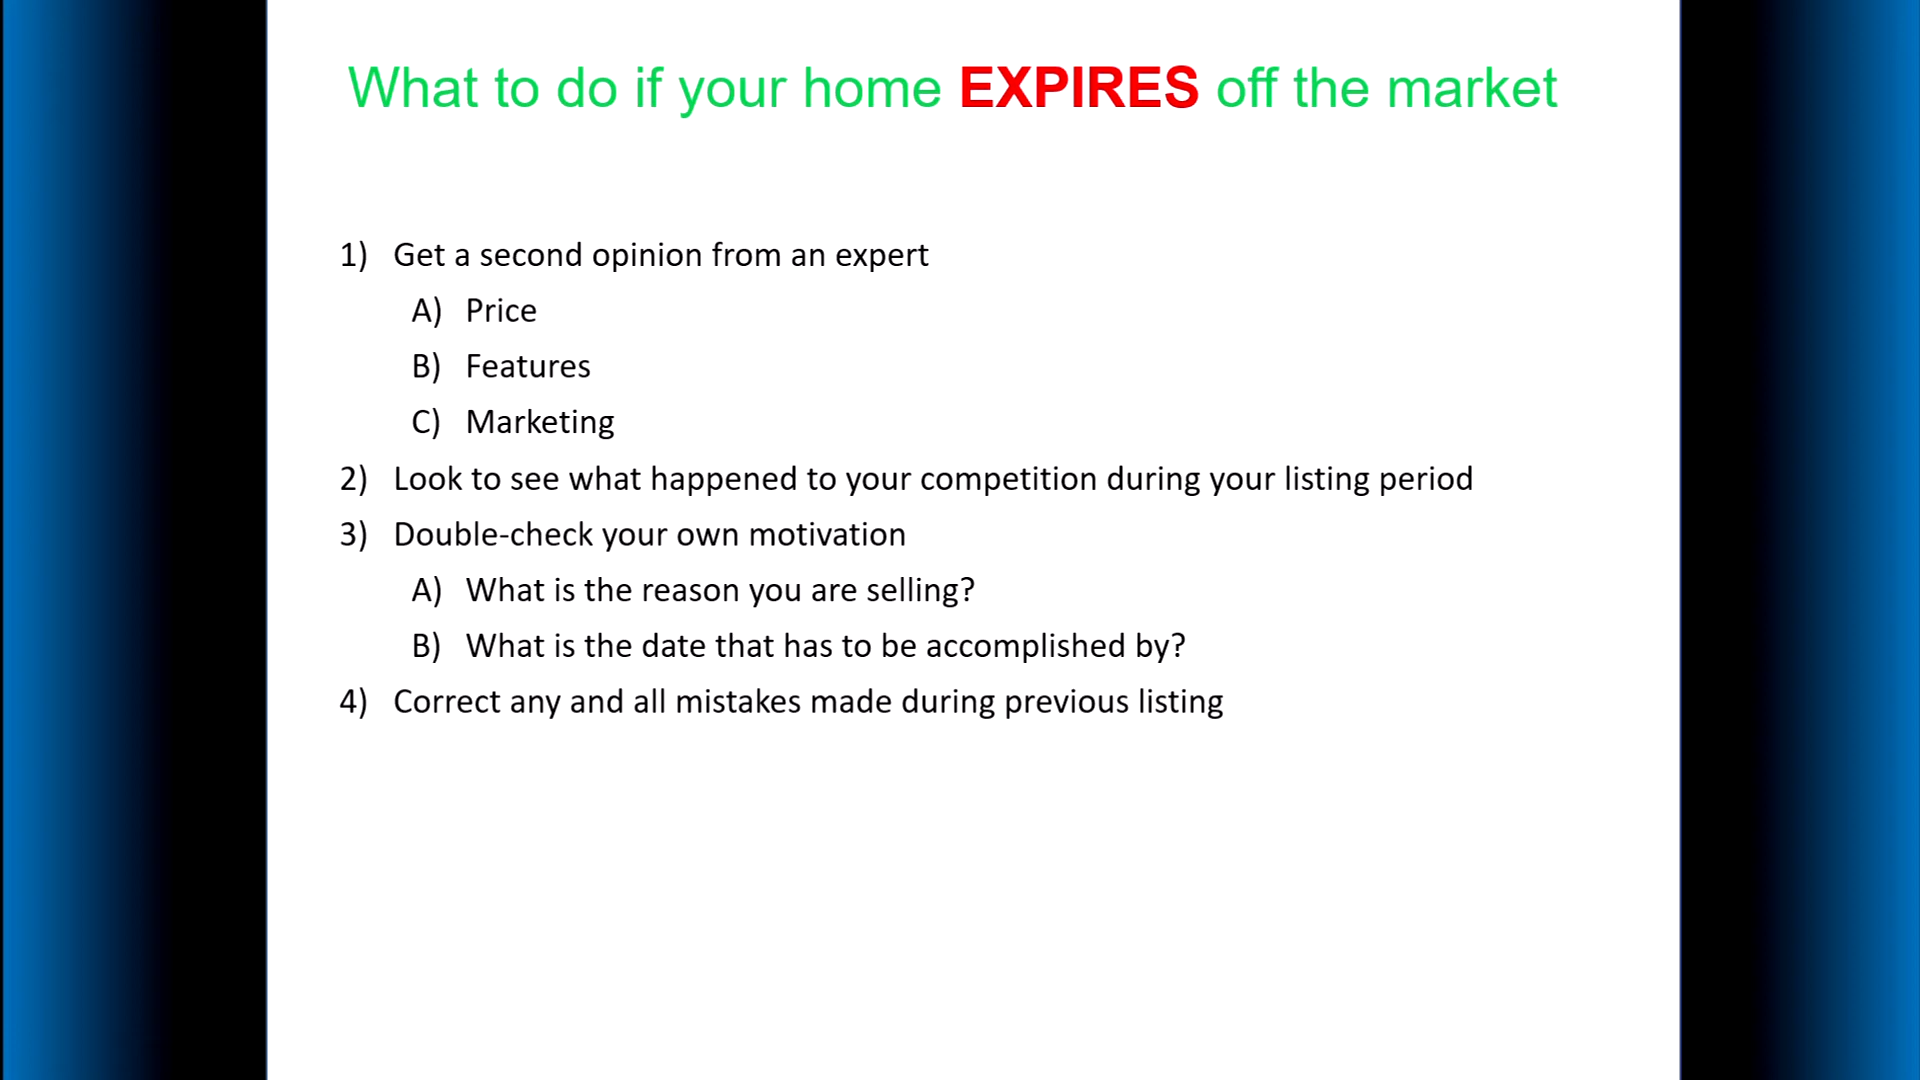 What to do if your home EXPIRES off the market
1) Get a second opinion from an expert
A) Price
B) Features
C) Marketing
2) Look to see what happened to your competition during your listing period
3) Double-check your own motivation
A) What is the reason you are selling?
B) What is the date that has to be accomplished by?
4) Correct any and all mistakes made during previous listing